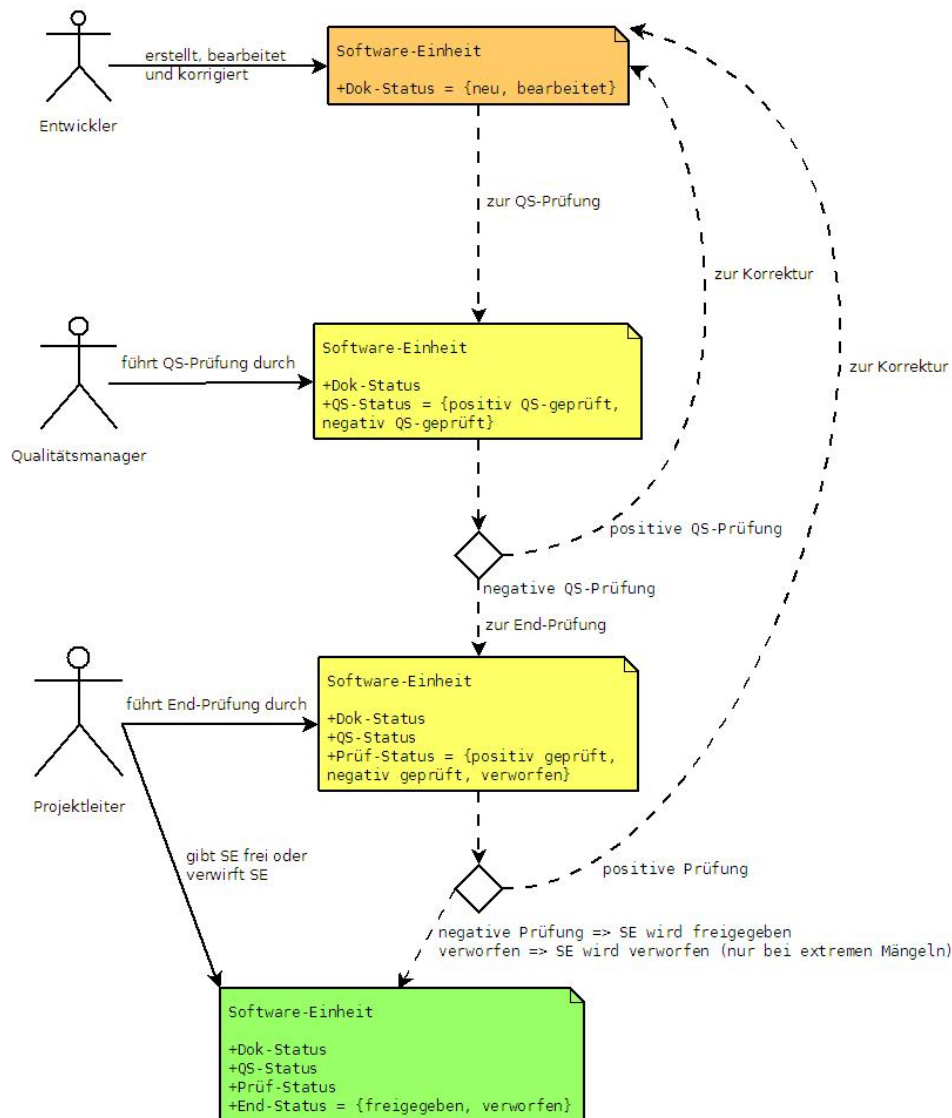 erstellt, bearbeitet
und korrigiert
Entwickler
Software-Einheit
+Dok-Status = {neu, bearbeitet}
zur QS-Prüfung
zur Korrektur
zur Korrektur
führt QS-Prüfung durch
Qualitätsmanager
Software-Einheit
+Dok-Status
+QS-Status = {positiv QS-geprüft,
negativ QS-geprüft}
positive QS-Prüfung
negative QS-Prüfung
zur End-Prüfung
führt End-Prüfung durch
Projektleiter
Software-Einheit
+Dok-Status
+QS-Status
+Prüf-Status = {positiv geprüft,
negativ geprüft, verworfen}
gibt SE frei oder
verwirft SE
positive Prüfung
negative Prüfung => SE wird freigegeben
verworfen => SE wird verworfen (nur bei extremen Mängeln)
Software-Einheit
+Dok-Status
+QS-Status
+Prüf-Status
+End-Status = {freigegeben, verworfen}